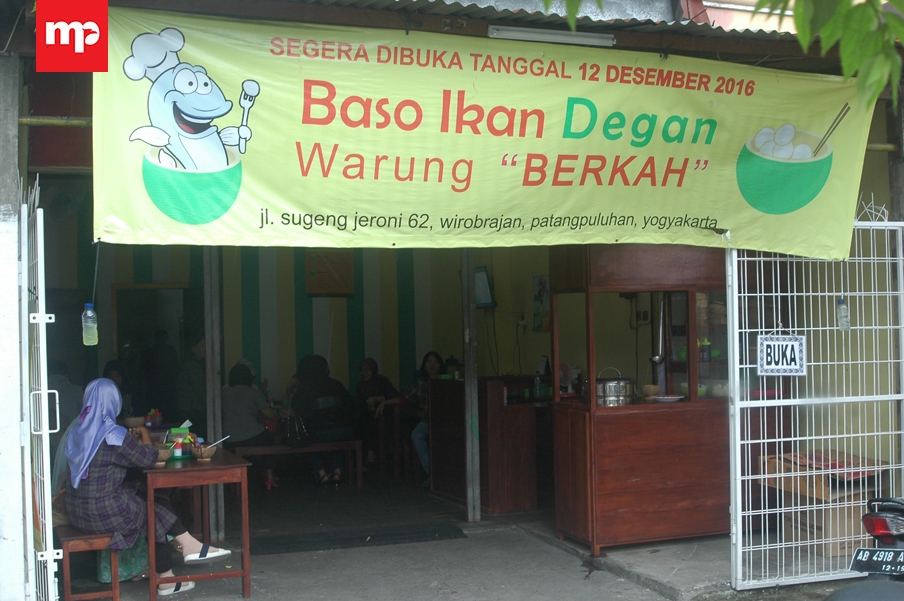 mp
SEGERA DIBUKA TANGGAL 12 DESEMBER 2016
Baso Ikan Degan
Warung "BERKAH"
jl. sugeng jeroni 62, wirobrajan, patangpuluhan, yogyakarta
BUKA
AB 4918 A